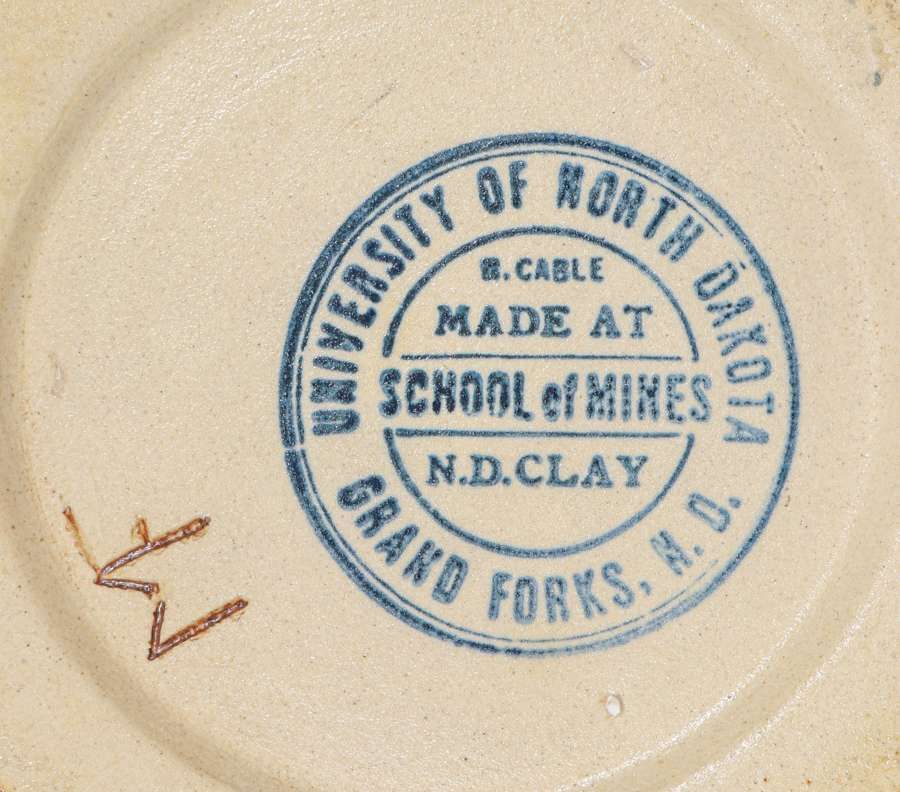 UNIVERSITY OF NORTH DAKOTA
CABLE
MADE AT
SCHOOL of MINES
N.D. CLAY
GRAND FORKS, N. D.